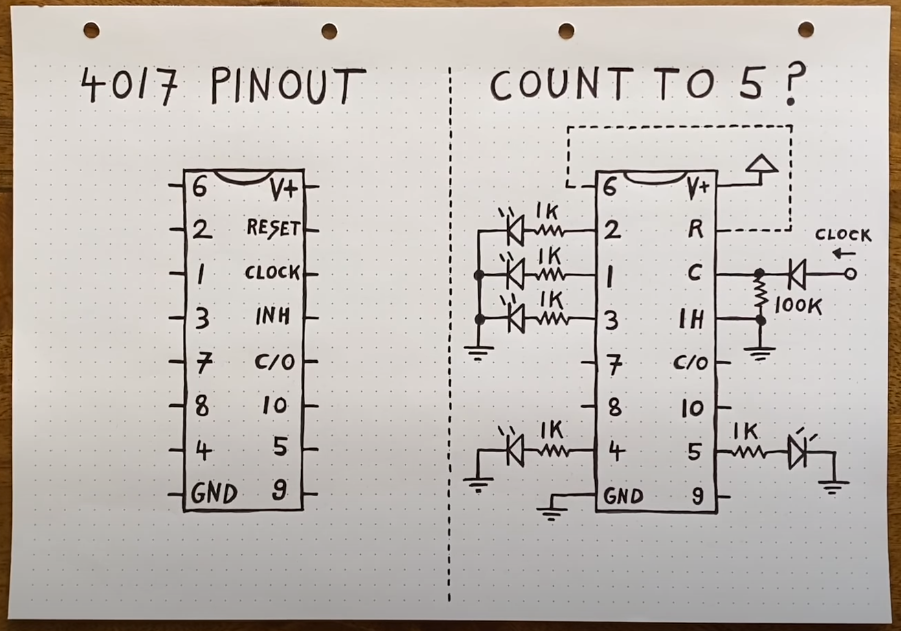 4017 PINOUT
6 V+
2 RESET
1 CLOCK
3 INH
7 C/O
8 10
4 5
GND 9
COUNT TO 5?
6 V+
1K
2 R
CLOCK
1K
1 C
1K
100K
3 IH
7 C/O
8 10
1K
4 5
1K
GND 9